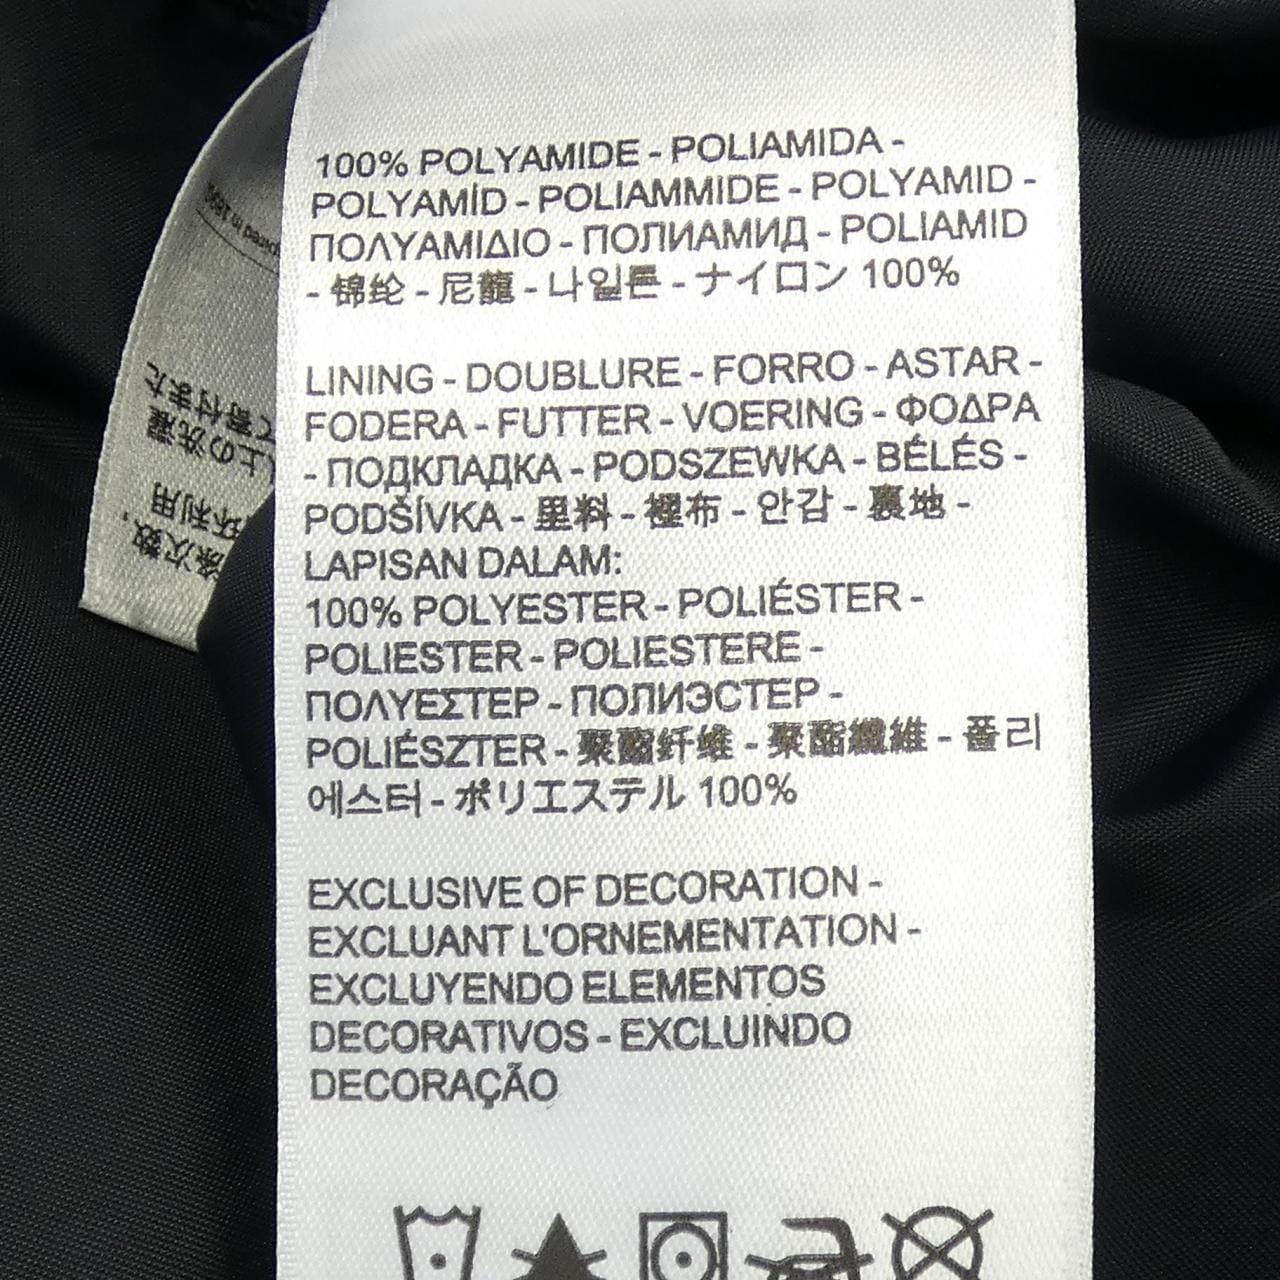 100% POLYAMIDE - POLIAMIDA -
POLYAMÍD - POLIAMMIDE - POLYAMID -
ΠΟΛΥΑΜΙΔΙΟ - ПОЛИАМИД - POLIAMID
- 锦纶 - 尼龍 - 나일론 - ナイロン 100%
LINING - DOUBLURE - FORRO - ASTAR -
FODERA - FUTTER - VOERING - ΦΟΔΡΑ
- ПОДКЛАДКА - PODSZEWKA - BÉLÉS -
PODŠÍVKA - 里料 - 裡布 - 안감 - 裏地 -
LAPISAN DALAM:
100% POLYESTER - POLIÉSTER -
POLIESTER - POLIESTERE -
ΠΟΛΥΕΣΤΕΡ - ПОЛИЭСТЕР -
POLIÉSZTER - 聚酯纤维 - 聚酯纖維 - 폴리
에스터 - ポリエステル 100%
EXCLUSIVE OF DECORATION -
EXCLUANT L'ORNEMENTATION -
EXCLUYENDO ELEMENTOS
DECORATIVOS - EXCLUINDO
DECORAÇÃO